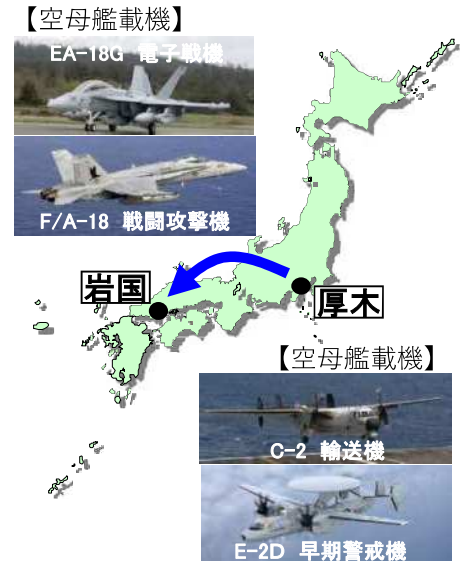 【空母艦載機】
EA-18G 電子戦機
F/A-18 戦闘攻撃機
岩国
厚木
【空母艦載機】
C-2 輸送機
E-2D 早期警戒機